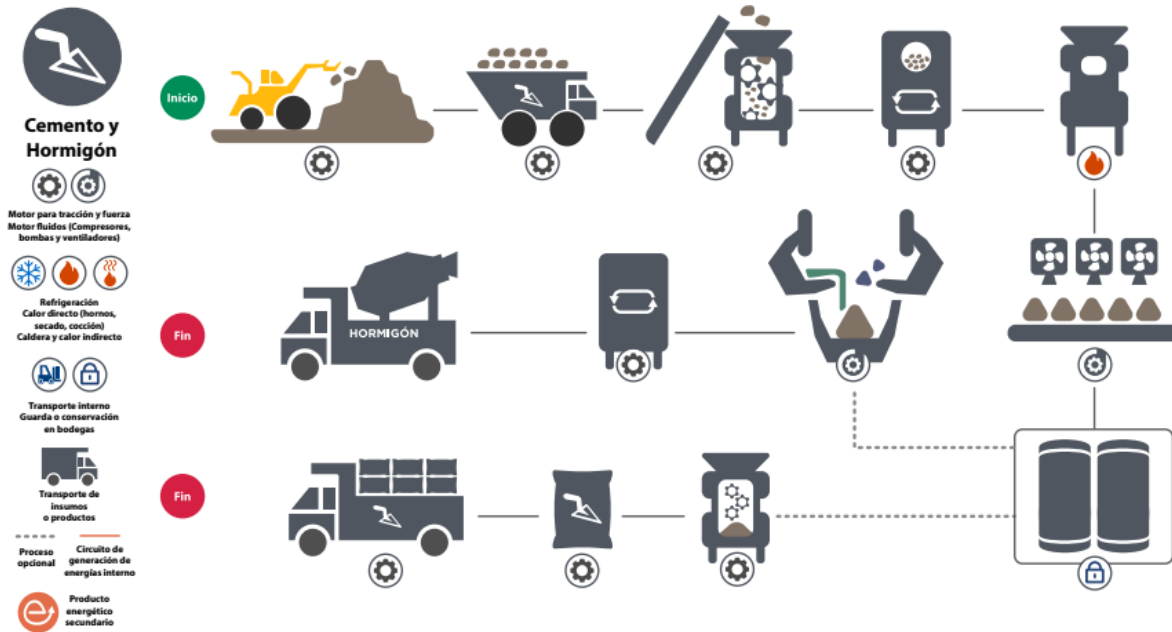 Cemento y
Hormigón
Motor para tracción y fuerza
Motor fluidos (Compresores,
bombas y ventiladores)
Refrigeración
Calor directo (hornos,
secado, cocción)
Caldera y calor indirecto
Transporte interno
Guarda o conservación
en bodegas
Transporte de
insumos
o productos
Proceso
opcional
Circuito de
generación de
energías interno
Producto
energético
secundario
Inicio
Fin
HORMIGÓN
Fin